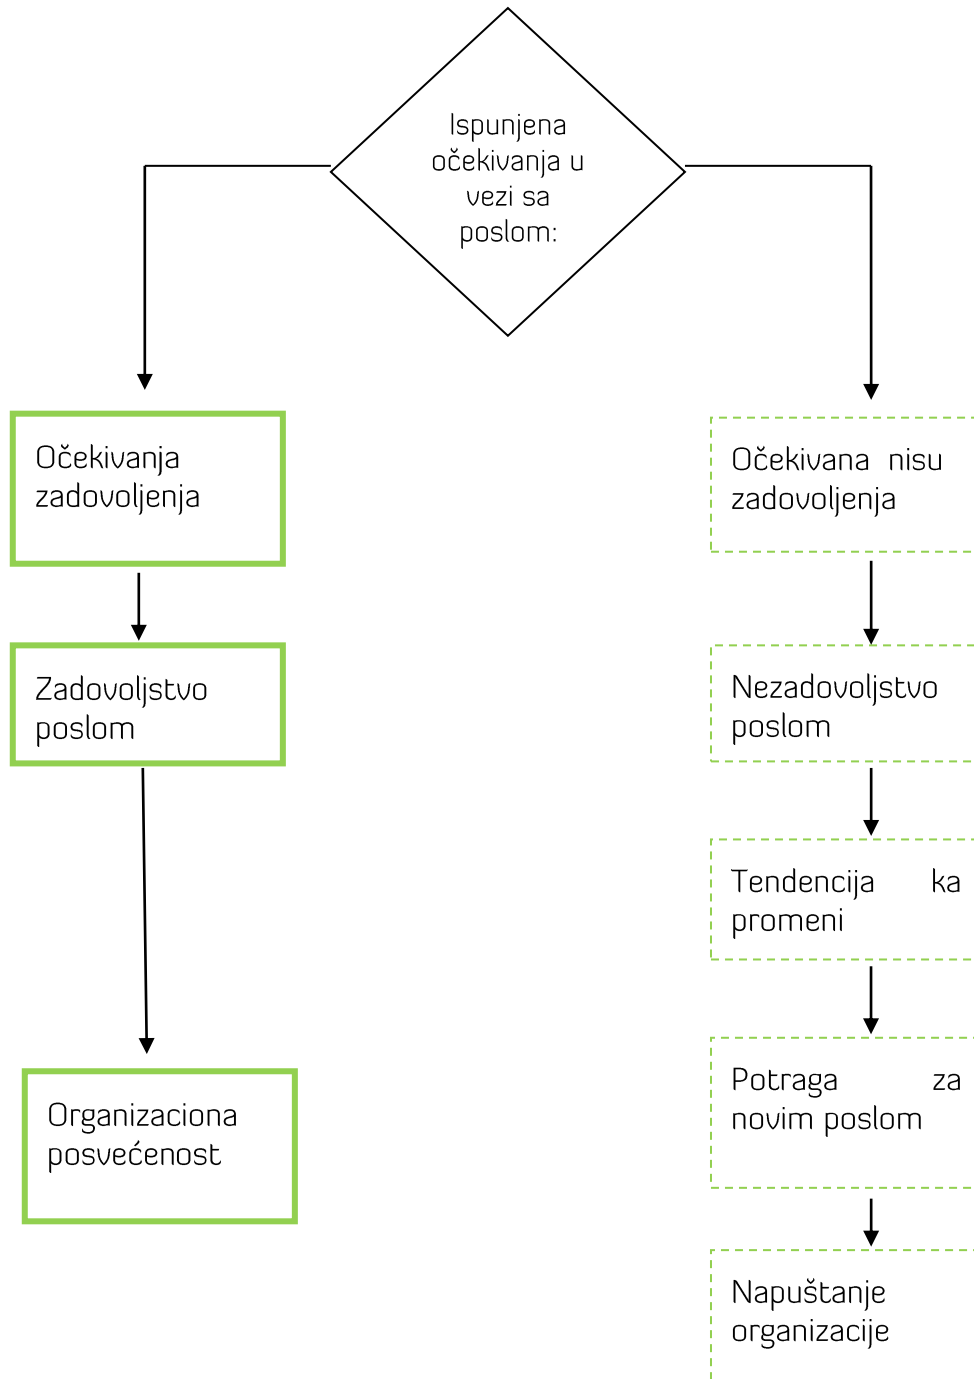 Ispunjena
očekivanja u
vezi sa
poslom:
Očekivanja
zadovoljenja
Zadovoljstvo
poslom
Organizaciona
posvećenost
Očekivana nisu
zadovoljenja
Nezadovoljstvo
poslom
Tendencija ka
promeni
Potraga za
novim poslom
Napuštanje
organizacije